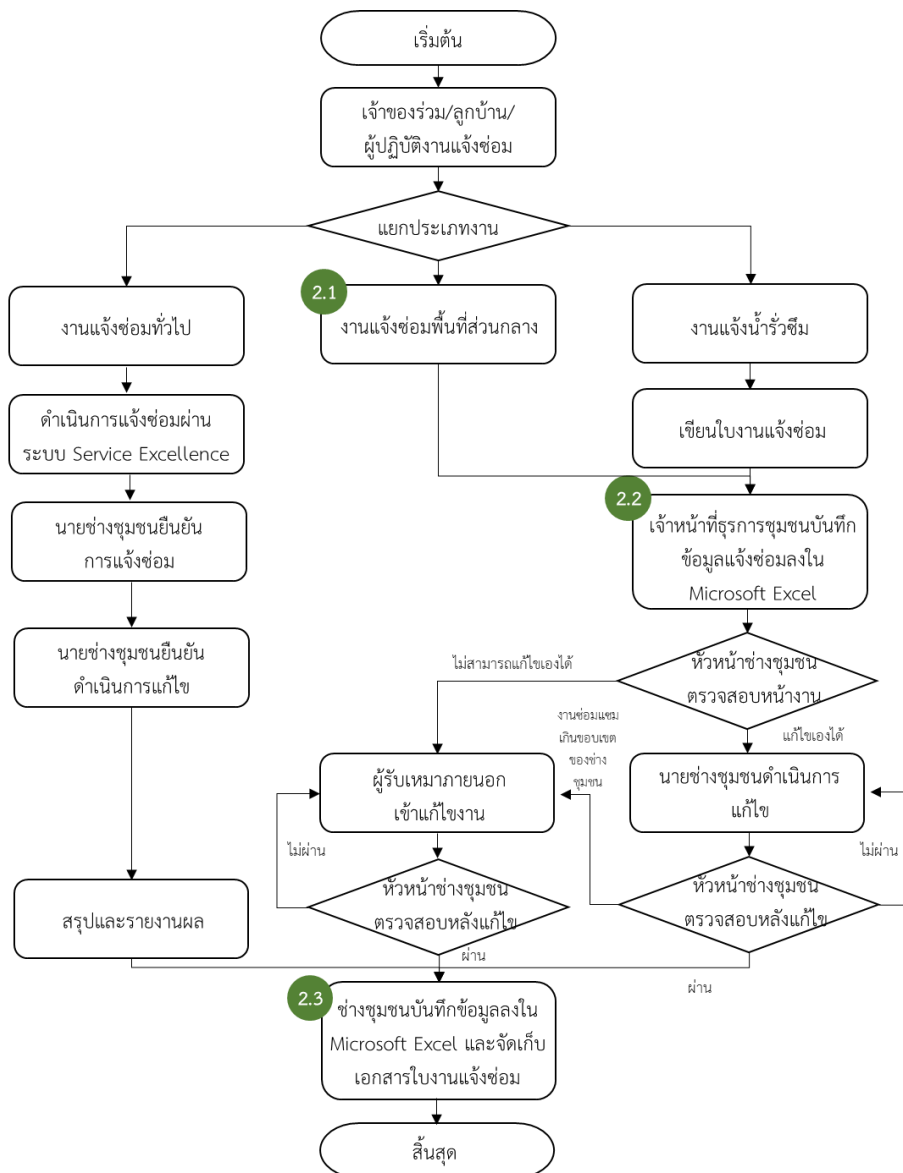 เริ่มต้น
เจ้าของร่วม/ลูกบ้าน/
ผู้ปฏิบัติงานแจ้งซ่อม
แยกประเภทงาน
งานแจ้งซ่อมทั่วไป
2.1
งานแจ้งซ่อมพื้นที่ส่วนกลาง
งานแจ้งน้ำรั่วซึม
ดำเนินการแจ้งซ่อมผ่าน
ระบบ Service Excellence
เขียนใบงานแจ้งซ่อม
นายช่างชุมชนยืนยัน
การแจ้งซ่อม
2.2
เจ้าหน้าที่ธุรการชุมชนบันทึก
ข้อมูลแจ้งซ่อมลงใน
Microsoft Excel
นายช่างชุมชนยืนยัน
ดำเนินการแก้ไข
ไม่สามารถแก้ไขเองได้
หัวหน้าช่างชุมชน
ตรวจสอบหน้างาน
งานซ่อมแซม
เกินขอบเขต
ของช่าง
ชุมชน
แก้ไขเองได้
ผู้รับเหมาภายนอก
เข้าแก้ไขงาน
นายช่างชุมชนดำเนินการ
แก้ไข
ไม่ผ่าน
ไม่ผ่าน
สรุปและรายงานผล
หัวหน้าช่างชุมชน
ตรวจสอบหลังแก้ไข
หัวหน้าช่างชุมชน
ตรวจสอบหลังแก้ไข
ผ่าน
ผ่าน
2.3
ช่างชุมชนบันทึกข้อมูลลงใน
Microsoft Excel และจัดเก็บ
เอกสารใบงานแจ้งซ่อม
สิ้นสุด